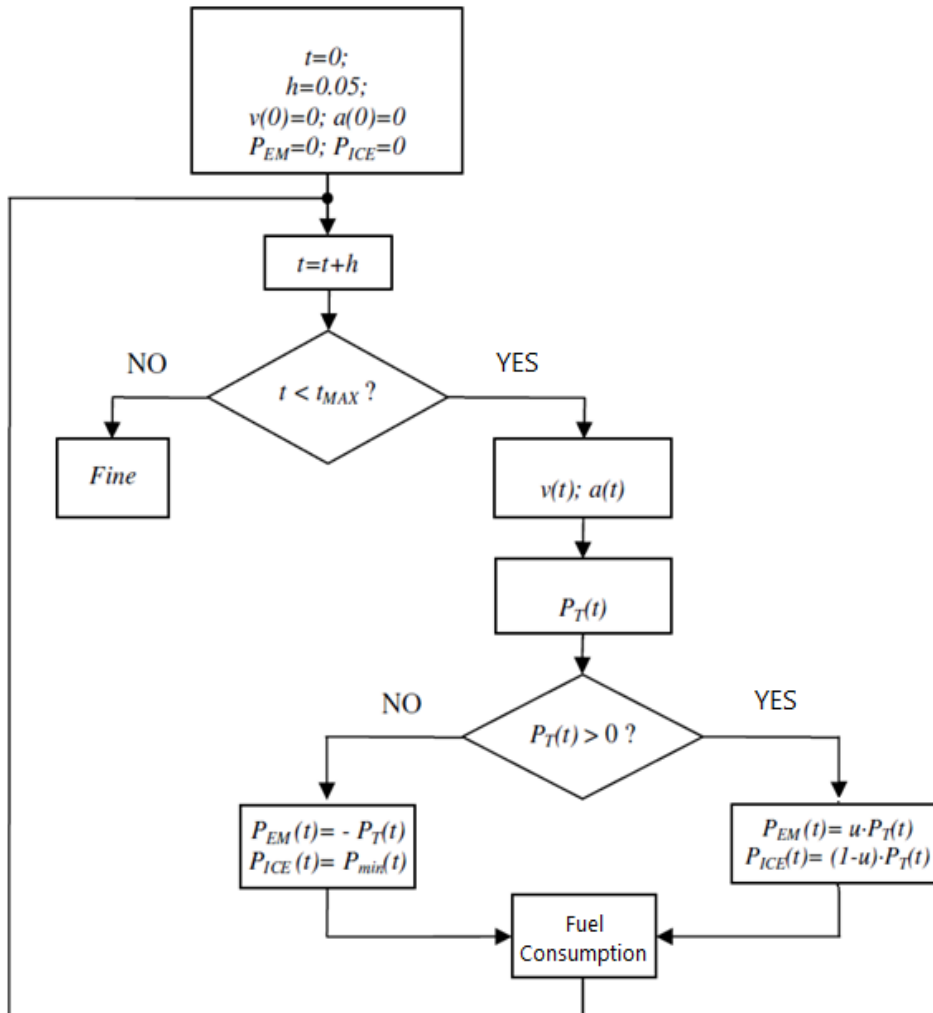 t=0;
h=0.05;
v(0)=0; a(0)=0
P_EM=0; P_ICE=0
t=t+h
NO
YES
t < t_MAX ?
Fine
v(t); a(t)
P_T(t)
NO
YES
P_T(t) > 0 ?
P_EM(t)= - P_T(t)
P_ICE(t)= P_min(t)
P_EM(t)= u·P_T(t)
P_ICE(t)= (1-u)·P_T(t)
Fuel
Consumption